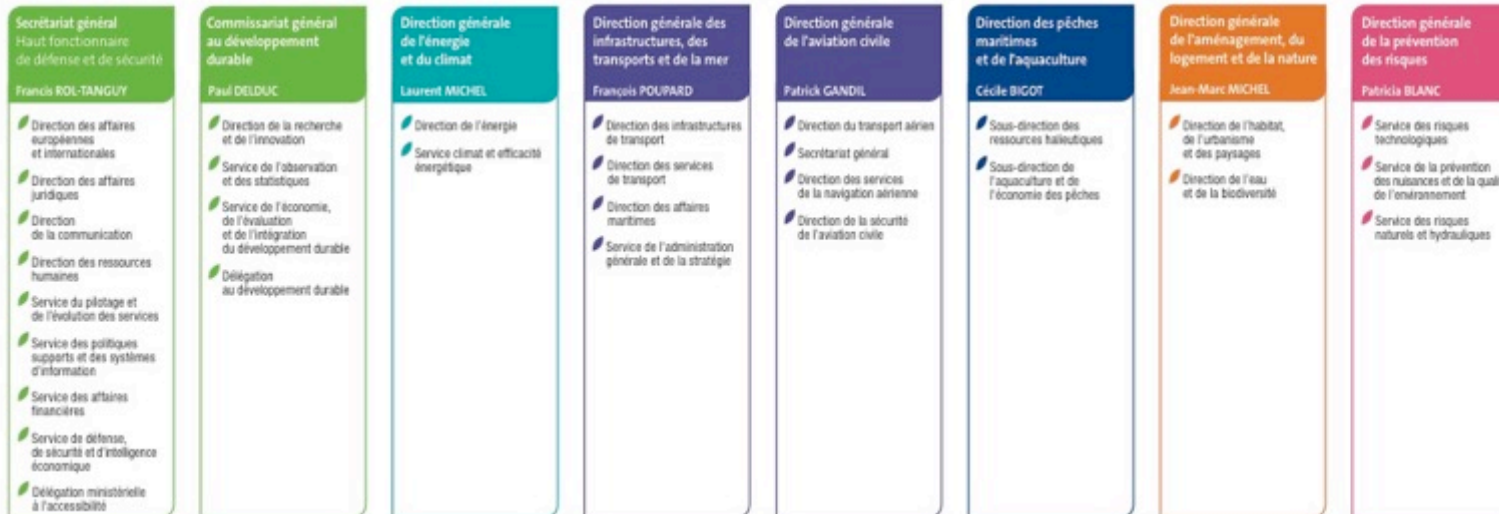 Secrétariat général
Haut fonctionnaire
de défense et de sécurité
Francis ROL-TANGUY
Direction des affaires
européennes
et internationales
Direction des affaires
juridiques
Direction
de la communication
Direction des ressources
humaines
Service du pilotage et
de l'évolution des services
Service des politiques
supports et des systèmes
d'information
Service des affaires
financières
Service de défense,
de sécurité et d'intelligence
économique
Délégation ministérielle
à l'accessibilité
Commissariat général
au développement
durable
Paul DELDUC
Direction de la recherche
et de l'innovation
Service de l'observation
et des statistiques
Service de l'économie,
de l'évaluation
et de l'intégration
du développement durable
Délégation
au développement durable
Direction générale
de l'énergie
et du climat
Laurent MICHEL
Direction de l'énergie
Service climat et efficacité
énergétique
Direction générale des
infrastructures, des
transports et de la mer
François POUPARD
Direction des infrastructures
de transport
Direction des services
de transport
Direction des affaires
maritimes
Service de l'administration
générale et de la stratégie
Direction générale
de l'aviation civile
Patrick GANDIL
Direction du transport aérien
Secrétariat général
Direction des services
de la navigation aérienne
Direction de la sécurité
de l'aviation civile
Direction des pêches
maritimes
et de l'aquaculture
Cécile BIGOT
Sous-direction des
ressources halieutiques
Sous-direction de
l'aquaculture et de
l'économie des pêches
Direction générale
de l'aménagement, du
logement et de la nature
Jean-Marc MICHEL
Direction de l'habitat,
de l'urbanisme
et des paysages
Direction de l'eau
et de la biodiversité
Direction générale
de la prévention
des risques
Patricia BLANC
Service des risques
technologiques
Service de la prévention
des nuisances et de la quali
de l'environnement
Service des risques
naturels et hydrauliques